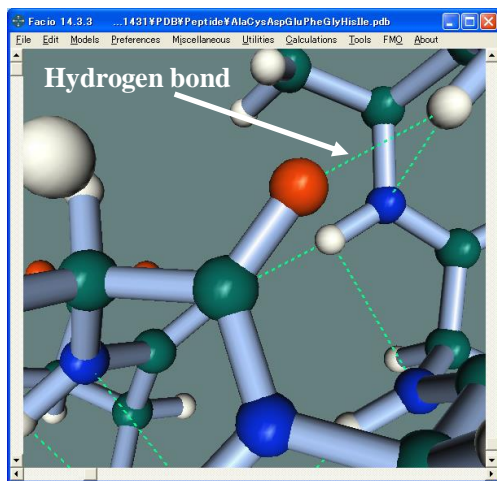 Facio 14.3.3 ...1431¥PDB¥Peptide¥AlaCysAspGluPheGlyHisIle.pdb
File Edit Models Preferences Miscellaneous Utilities Calculations Tools FMO About
Hydrogen bond